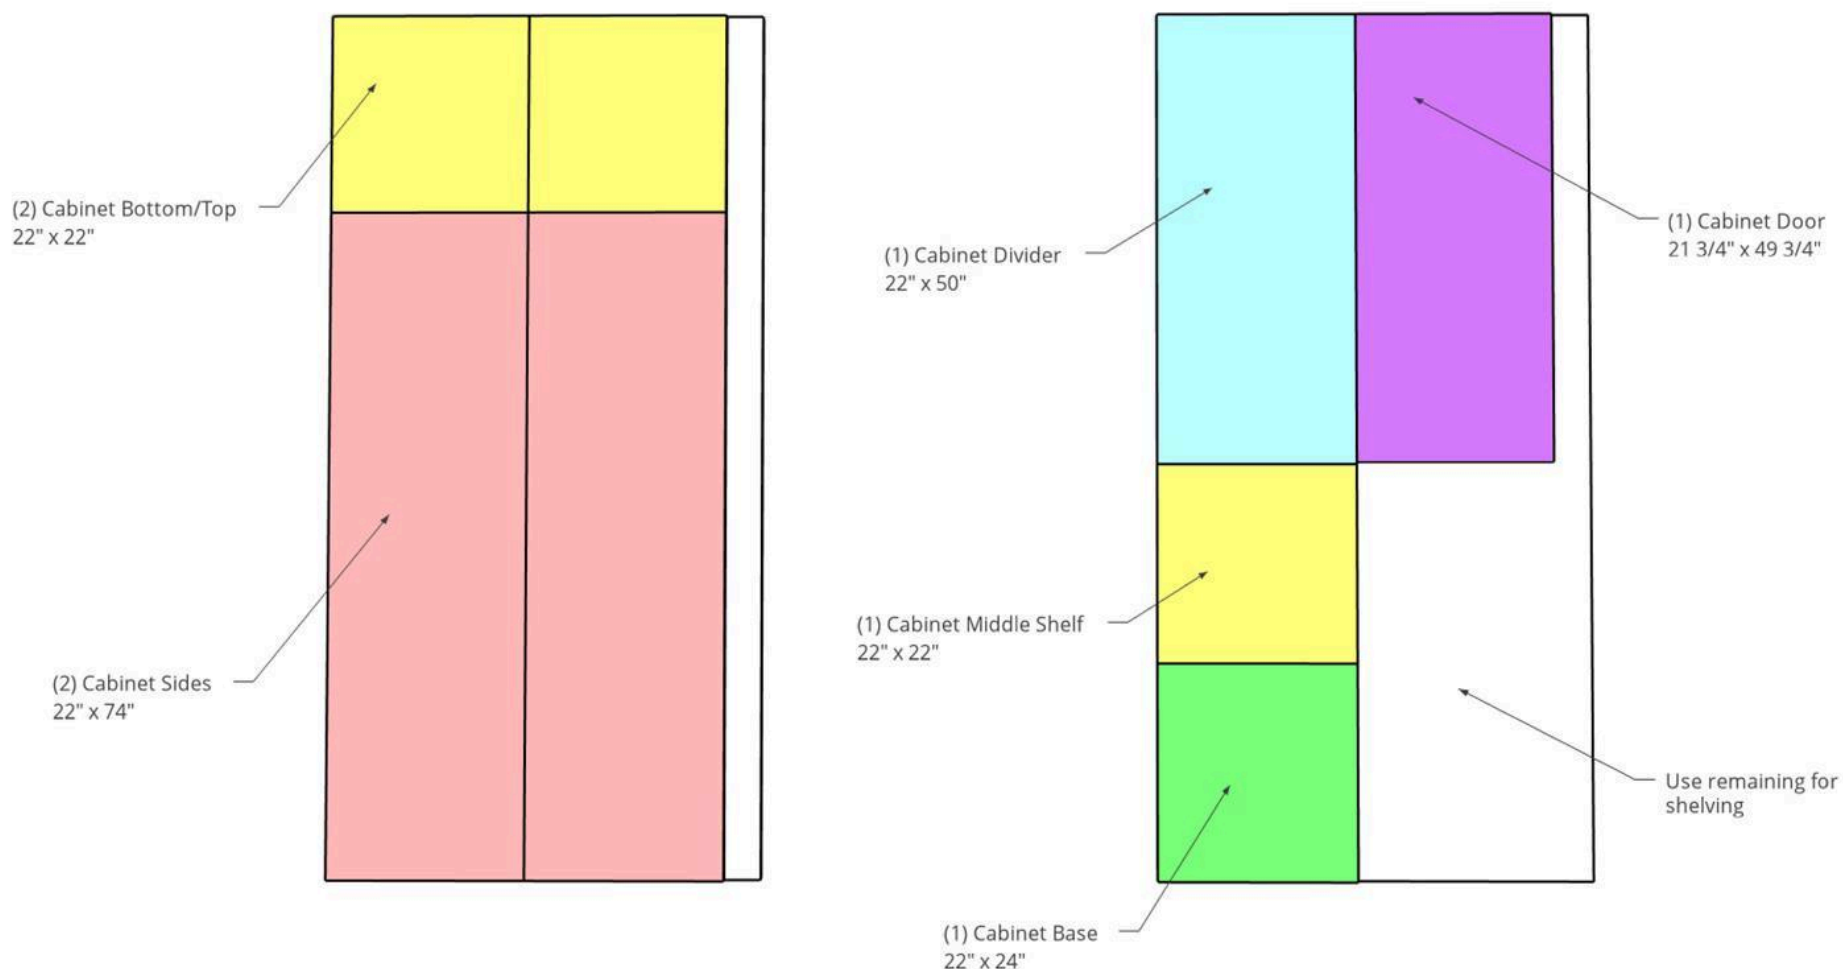 (2) Cabinet Bottom/Top
22" x 22"
(2) Cabinet Sides
22" x 74"
(1) Cabinet Divider
22" x 50"
(1) Cabinet Door
21 3/4" x 49 3/4"
(1) Cabinet Middle Shelf
22" x 22"
Use remaining for
shelving
(1) Cabinet Base
22" x 24"